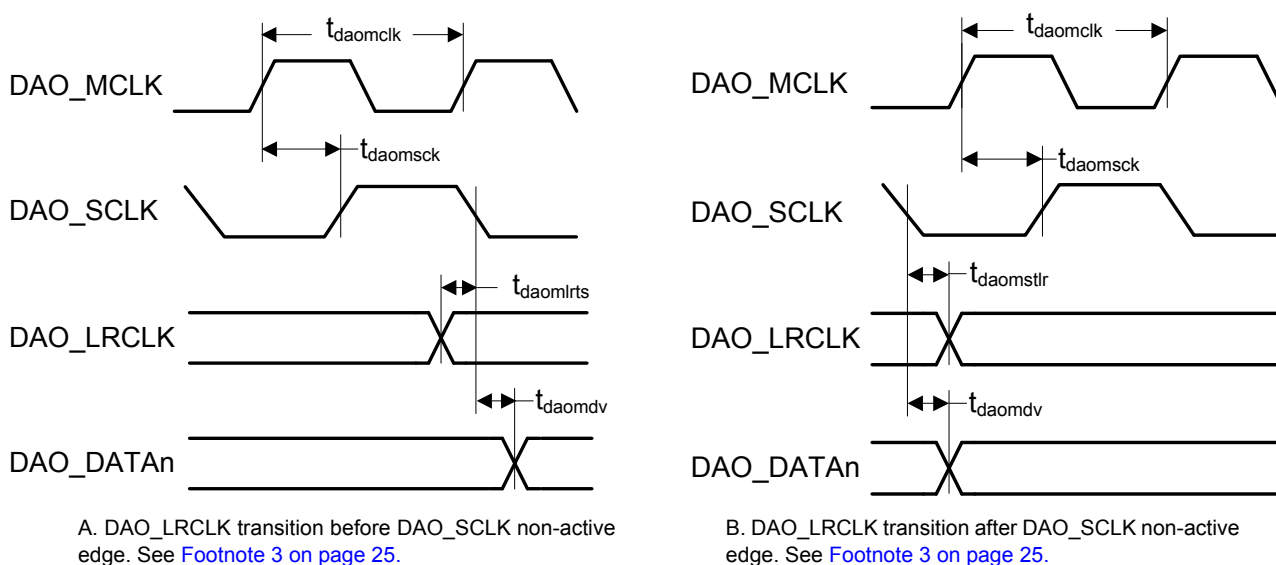 t_daomclk
DAO_MCLK
t_daomsck
DAO_SCLK
t_daomlrts
DAO_LRCLK
t_daomdv
DAO_DATAn
A. DAO_LRCLK transition before DAO_SCLK non-active
edge. See Footnote 3 on page 25.
t_daomclk
DAO_MCLK
t_daomsck
DAO_SCLK
t_daomstlr
DAO_LRCLK
t_daomdv
DAO_DATAn
B. DAO_LRCLK transition after DAO_SCLK non-active
edge. See Footnote 3 on page 25.